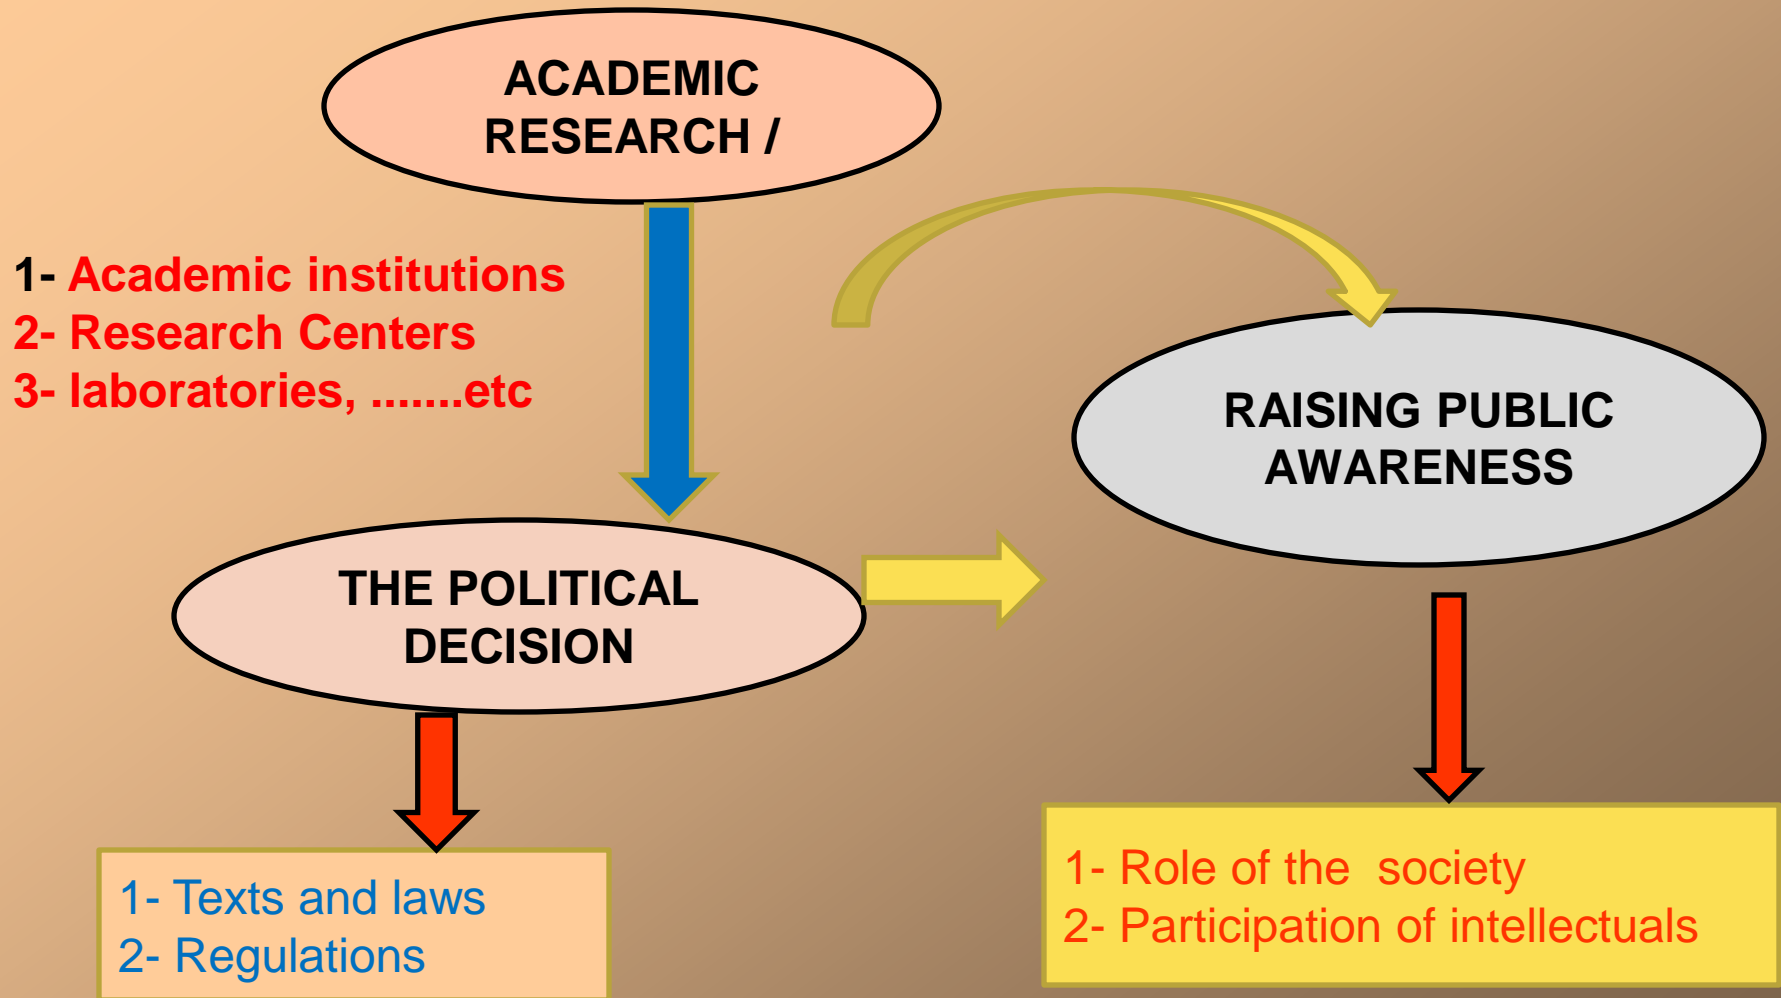 ACADEMIC
RESEARCH /
1- Academic institutions
2- Research Centers
3- laboratories, .......etc
RAISING PUBLIC
AWARENESS
THE POLITICAL
DECISION
1- Texts and laws
2- Regulations
1- Role of the  society
2- Participation of intellectuals